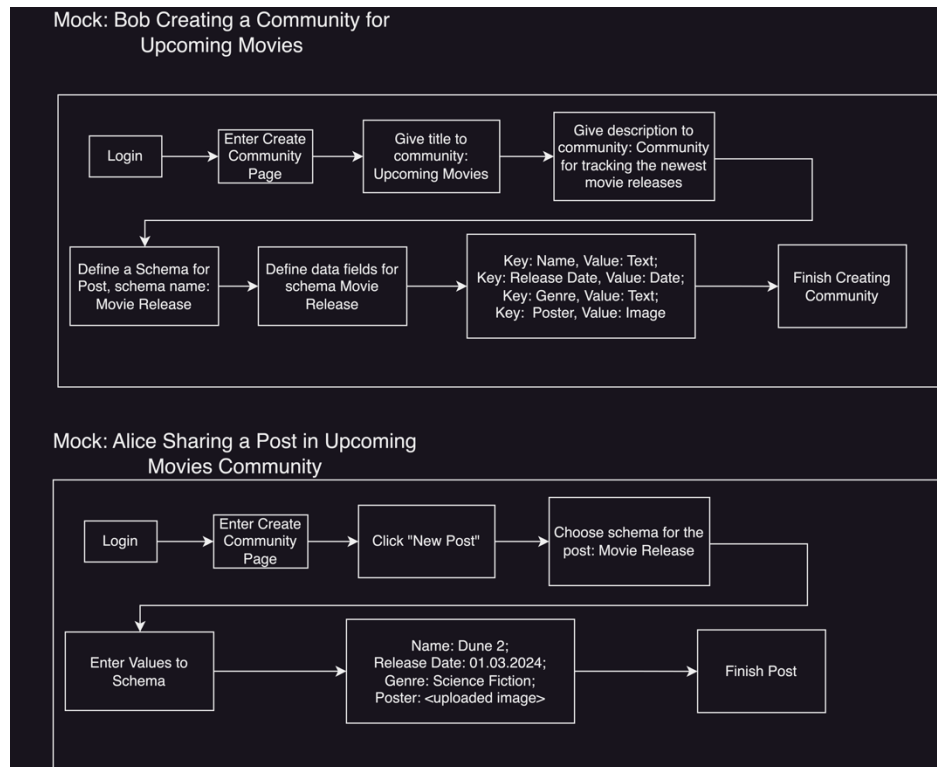 Mock: Bob Creating a Community for
Upcoming Movies
Login
Enter Create
Community
Page
Give title to
community:
Upcoming Movies
Give description to
community: Community
for tracking the newest
movie releases
Define a Schema for
Post, schema name:
Movie Release
Define data fields for
schema Movie
Release
Key: Name, Value: Text;
Key: Release Date, Value: Date;
Key: Genre, Value: Text;
Key: Poster, Value: Image
Finish Creating
Community
Mock: Alice Sharing a Post in Upcoming
Movies Community
Login
Enter Create
Community
Page
Click "New Post"
Choose schema for the
post: Movie Release
Enter Values to
Schema
Name: Dune 2;
Release Date: 01.03.2024;
Genre: Science Fiction;
Poster: <uploaded image>
Finish Post